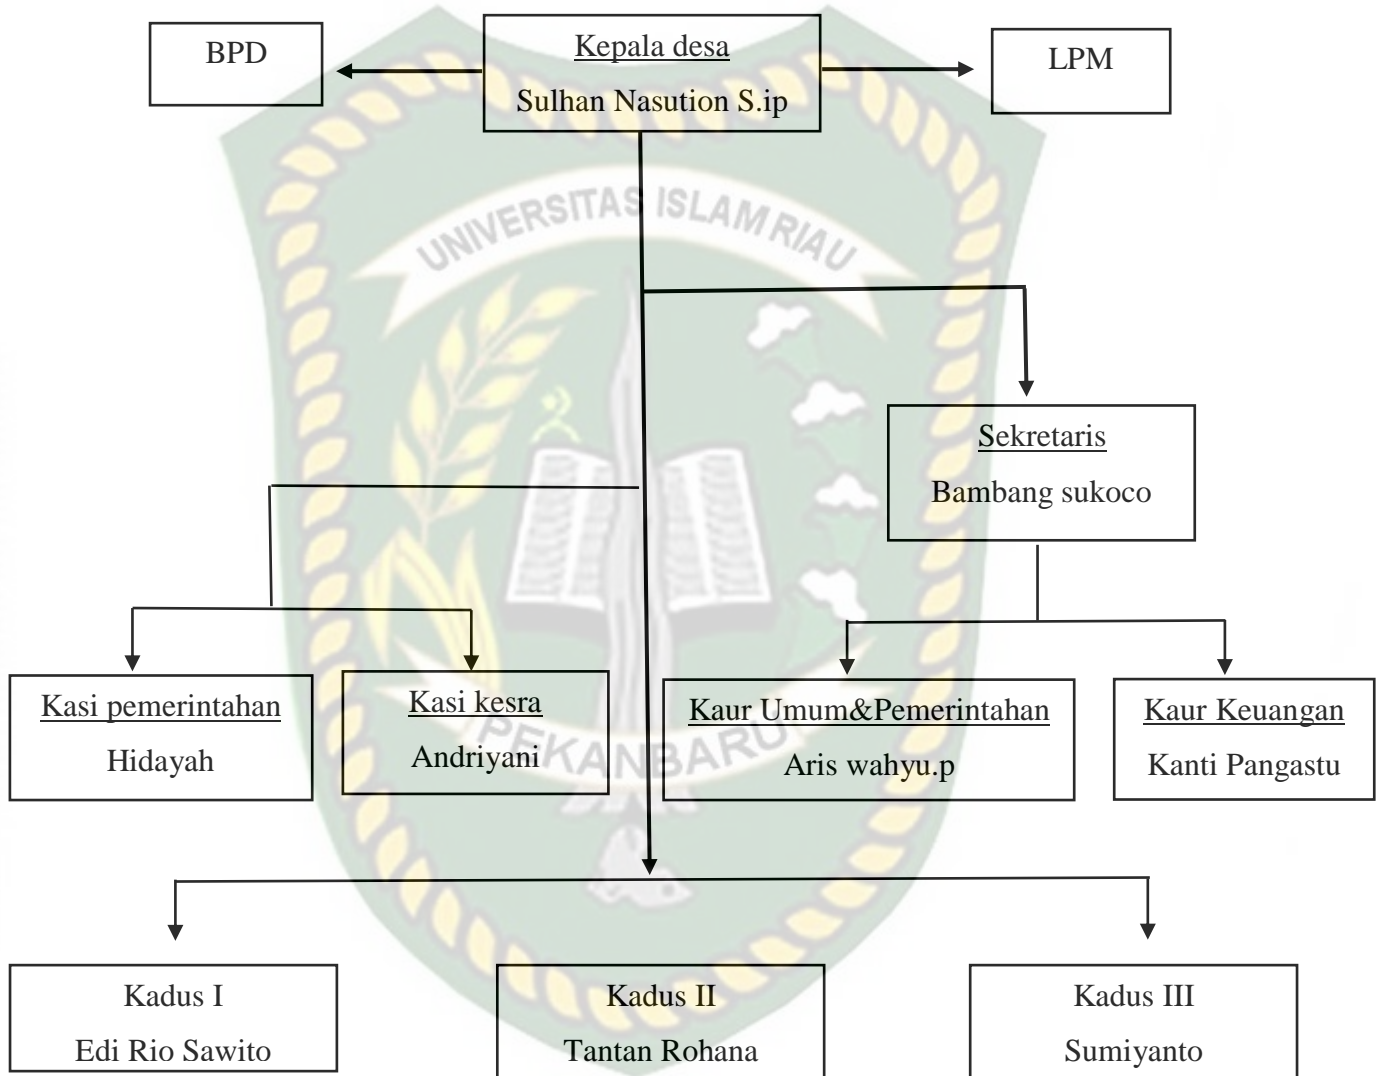 BPD
Kepala desa
Sulhan Nasution S.ip
LPM
UNIVERSITAS ISLAM RIAU
Sekretaris
Bambang sukoco
Kasi pemerintahan
Hidayah
Kasi kesra
Andriyani
Kaur Umum&Pemerintahan
Aris wahyu.p
Kaur Keuangan
Kanti Pangastu
PEKANBARU
Kadus I
Edi Rio Sawito
Kadus II
Tantan Rohana
Kadus III
Sumiyanto